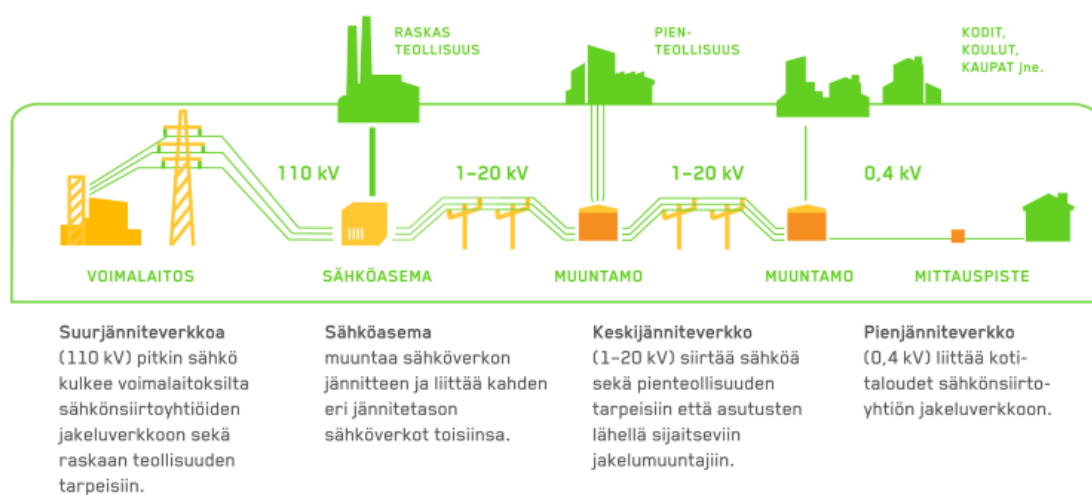 RASKAS
TEOLLISUUS
PIEN-
TEOLLISUUS
KODIT,
KOULUT,
KAUPAT jne.
110 kV
1–20 kV
1–20 kV
0,4 kV
VOIMALAITOS
SÄHKÖASEMA
MUUNTAMO
MUUNTAMO
MITTAUSPISTE
Suurjänniteverkkoa
(110 kV) pitkin sähkö
kulkee voimalaitoksilta
sähkönsiirtoyhtiöiden
jakeluverkkoon sekä
raskaan teollisuuden
tarpeisiin.
Sähköasema
muuntaa sähköverkon
jännitteen ja liittää kahden
eri jännitetason
sähköverkot toisiinsa.
Keskijänniteverkko
(1–20 kV) siirtää sähköä
sekä pienteollisuuden
tarpeisiin että asutusten
lähellä sijaitseviin
jakelumuuntajiin.
Pienjänniteverkko
(0,4 kV) liittää koti-
taloudet sähkönsiirto-
yhtiön jakeluverkkoon.